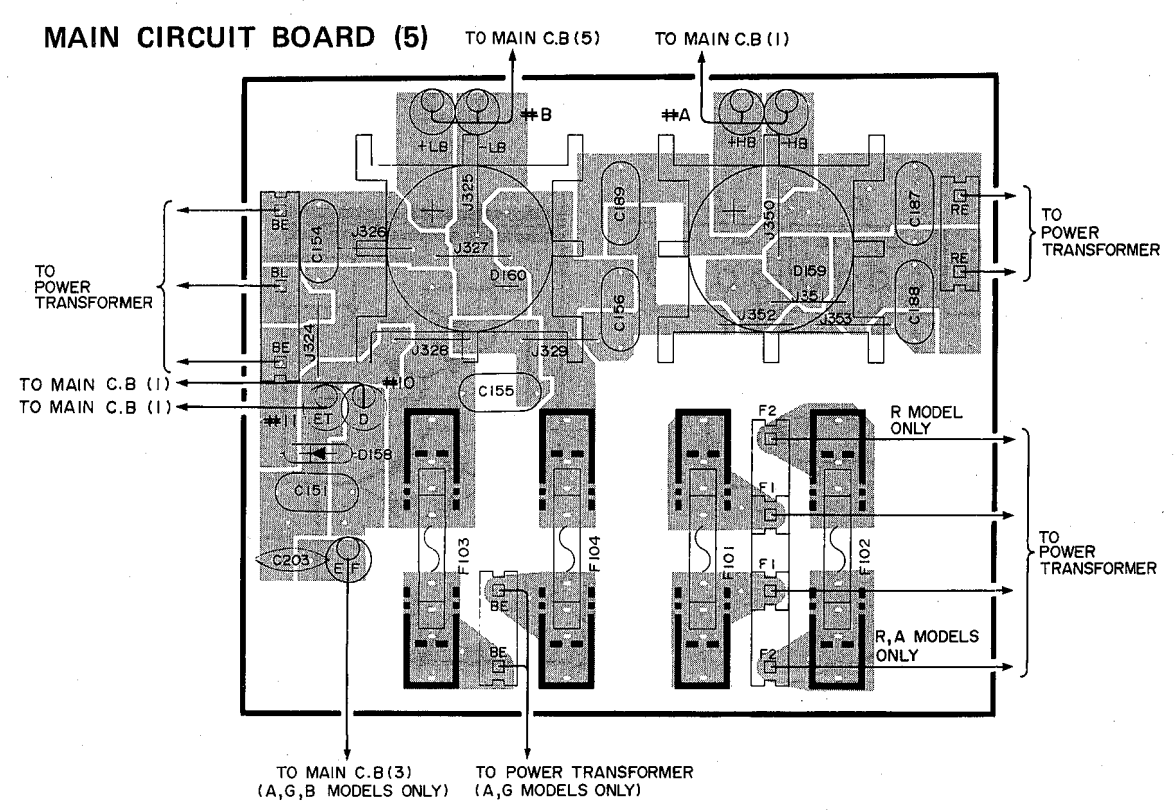 MAIN CIRCUIT BOARD (5)
TO MAIN C.B (5)
TO MAIN C.B (1)
#B
#A
+LB
-LB
+HB
-HB
BE
C154
J326
J325
J327
D160
C189
J350
C187
RE
TO
POWER
TRANSFORMER
TO
POWER
TRANSFORMER
BL
J324
BE
J328
J329
C156
D159
J351
J352
J353
C188
RE
TO MAIN C.B (1)
TO MAIN C.B (1)
#10
#11
ET
D
C155
D158
C151
F2
R MODEL
ONLY
F1
C203
E F
F103
F104
F101
F1
F102
TO
POWER
TRANSFORMER
BE
BE
F2
R,A MODELS
ONLY
TO MAIN C.B(3)
(A,G,B MODELS ONLY)
TO POWER TRANSFORMER
(A,G MODELS ONLY)